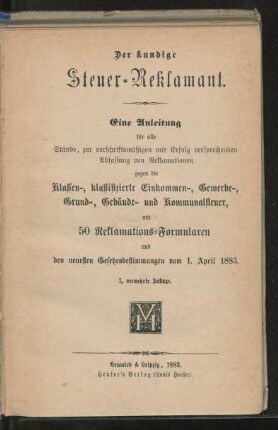 Der kundige
Steuer-Reklamant.
Eine Anleitung
für alle
Stände, zur vorschriftsmäßigen und Erfolg versprechenden
Abfassung von Reklamationen
gegen die
Klassen-, klassifizierte Einkommen-, Gewerbe-,
Grund-, Gebäude- und Kommunalsteuer,
mit
50 Reklamations-Formularen
und
den neuesten Gesetzesbestimmungen vom 1. April 1883.
7. vermehrte Auflage.
Neuwied & Leipzig, 1883.
Heuser's Verlag (Louis Heuser).